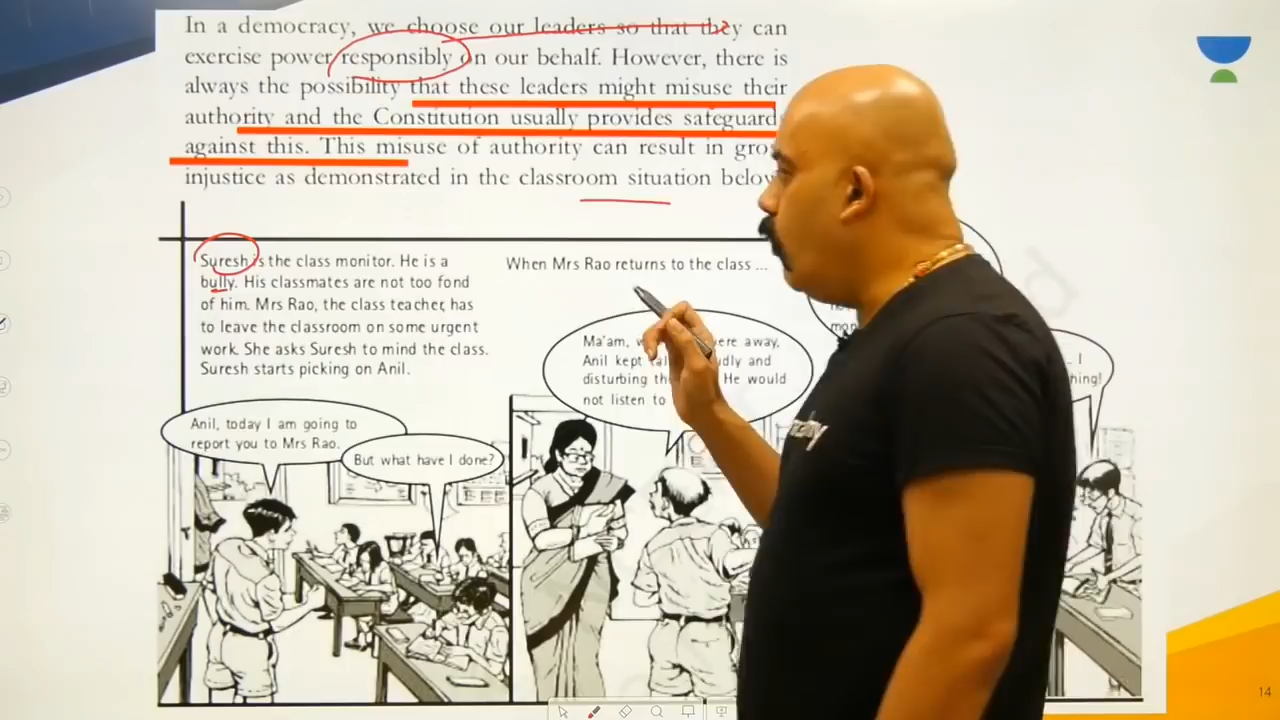 In a democracy, we choose our leaders so that they can
exercise power responsibly on our behalf. However, there is
always the possibility that these leaders might misuse their
authority and the Constitution usually provides safeguard
against this. This misuse of authority can result in
injustice as demonstrated in the classroom situation
Suresh is the class monitor. He is a
bully. His classmates are not too fond
of him. Mrs Rao, the class teacher, has
to leave the classroom on some urgent
work. She asks Suresh to mind the class.
Suresh starts picking on Anil.
Anil, today I am going to
report you to Mrs Rao.
But what have I done?
When Mrs Rao returns to the class ...
Ma'am, away,
Anil kept and
disturbing He would
not listen to
... I
14